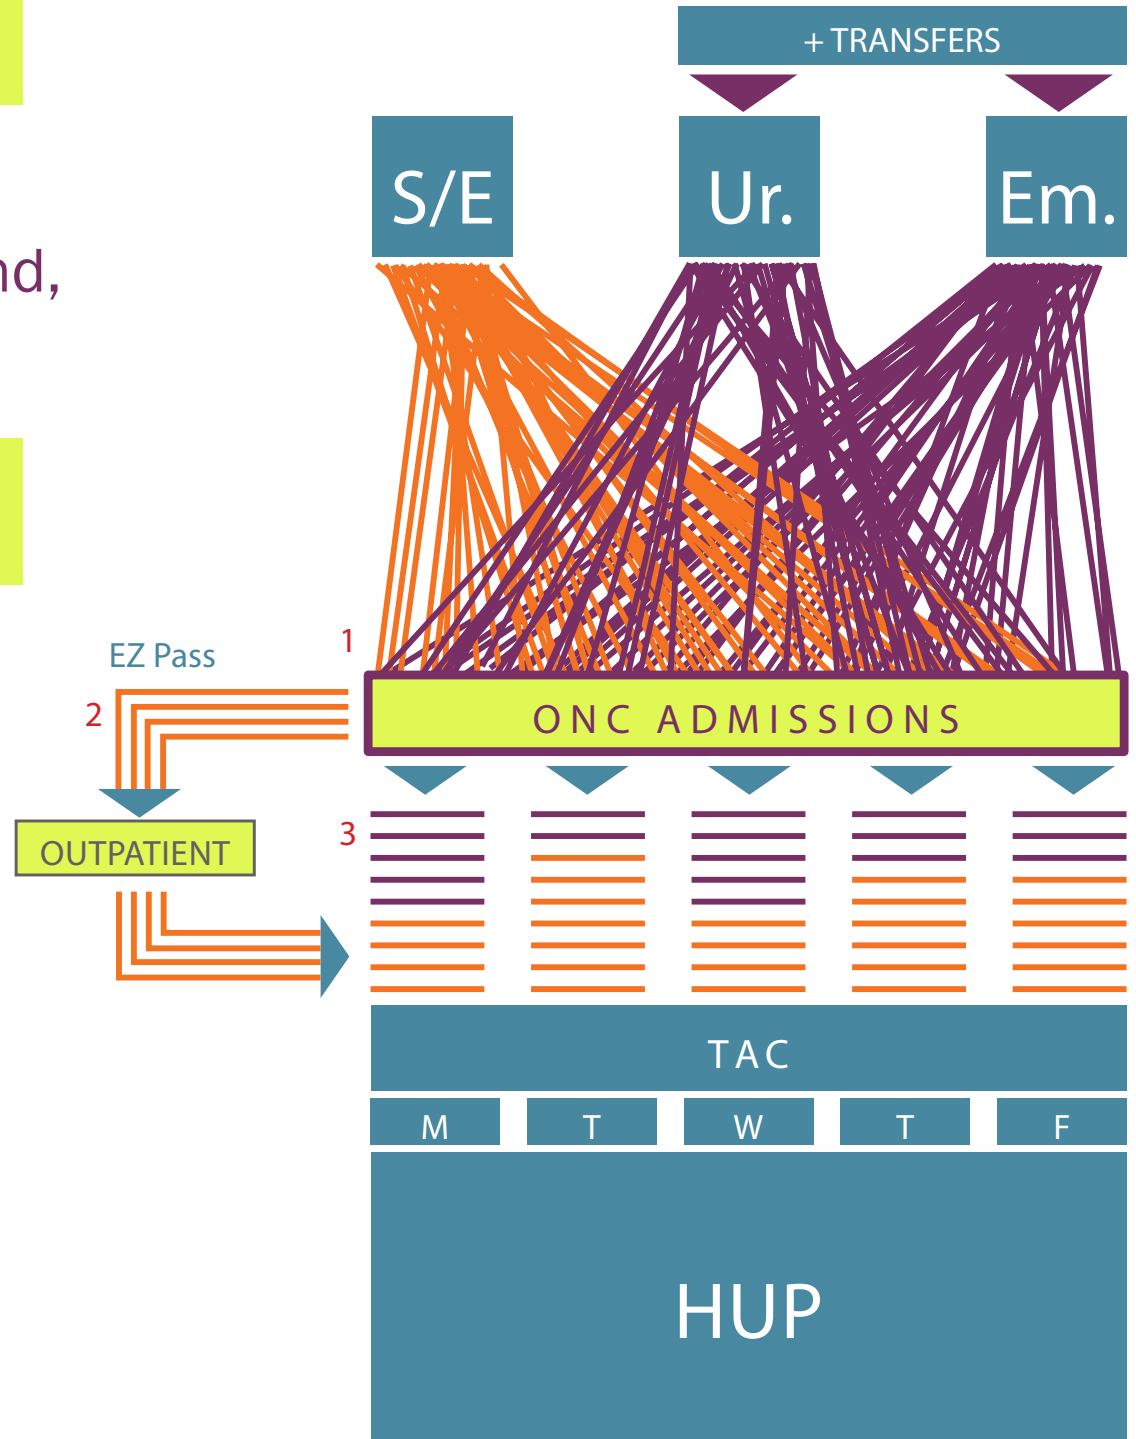 + TRANSFERS
S/E
Ur.
Em.
nd,
1
EZ Pass
2
ONC ADMISSIONS
3
OUTPATIENT
TAC
M T W T F
HUP